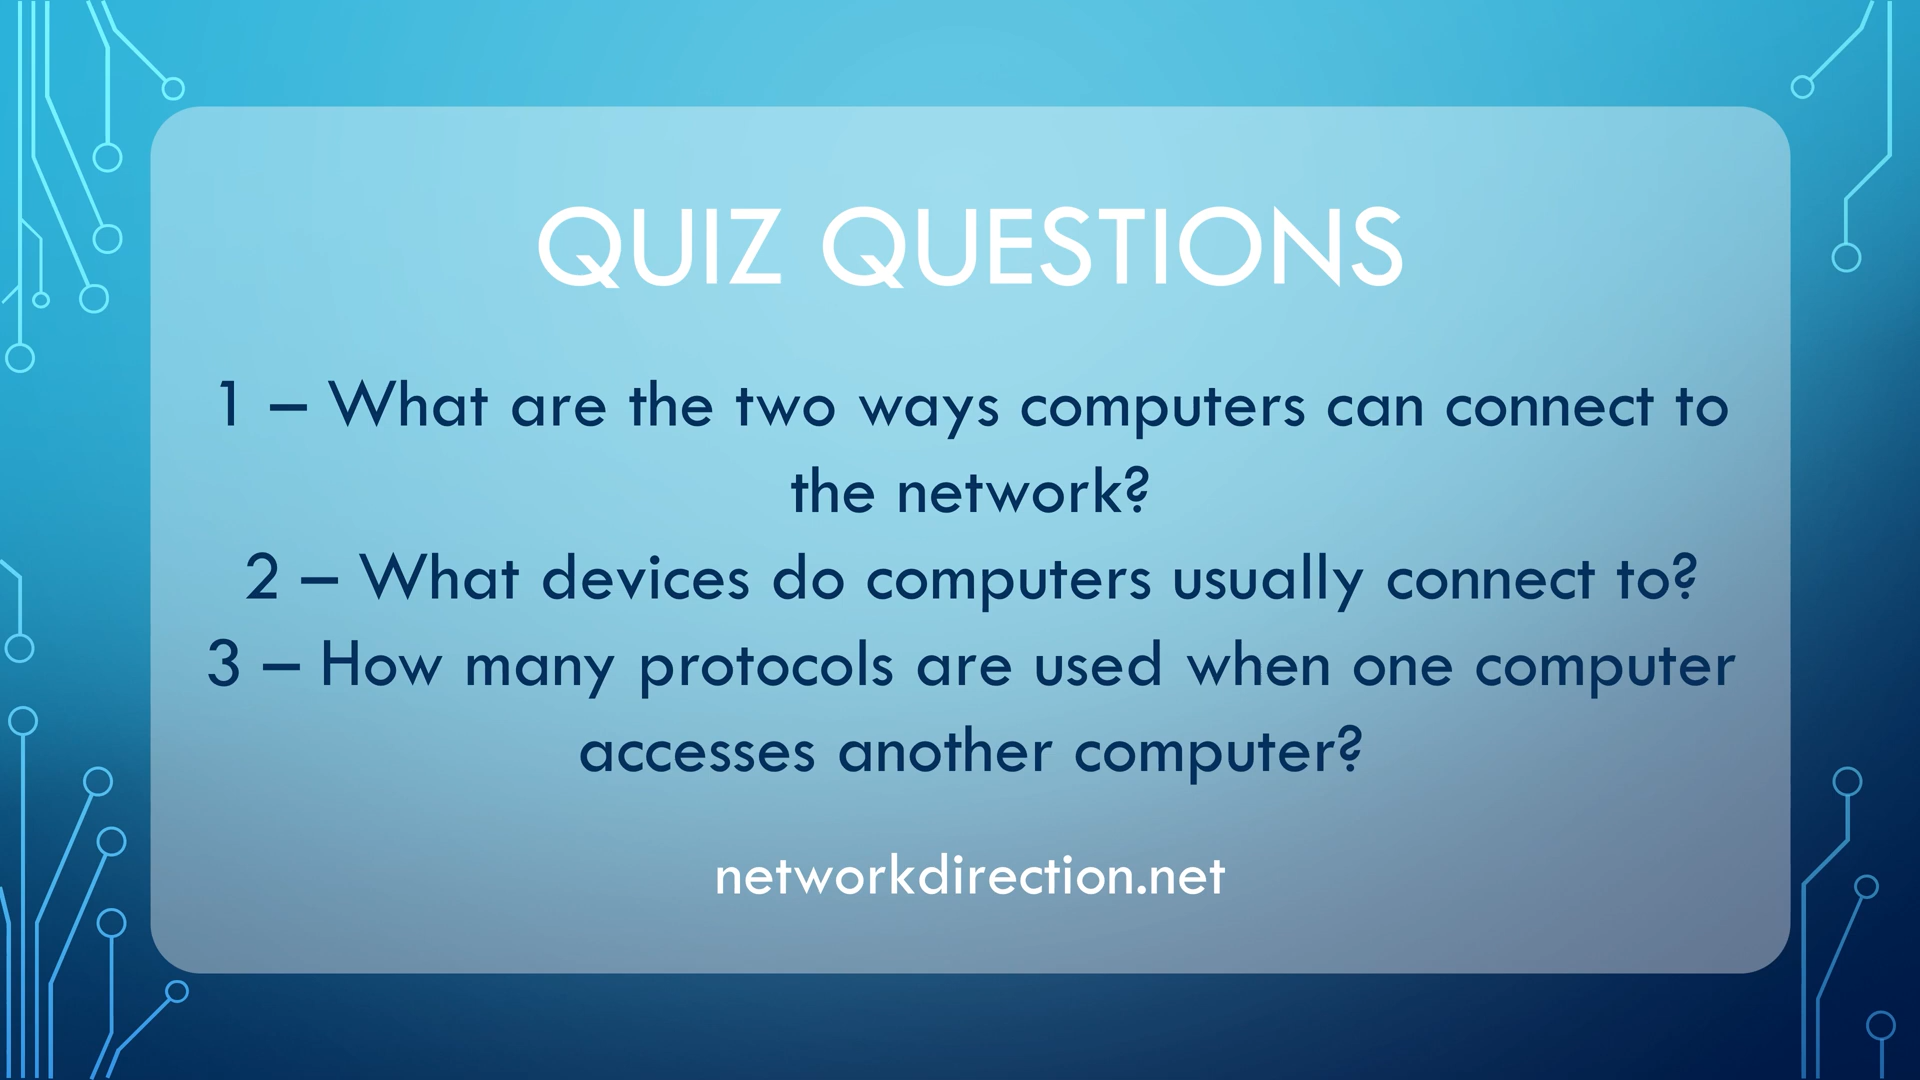 QUIZ QUESTIONS
1 – What are the two ways computers can connect to
the network?
2 – What devices do computers usually connect to?
3 – How many protocols are used when one computer
accesses another computer?
networkdirection.net